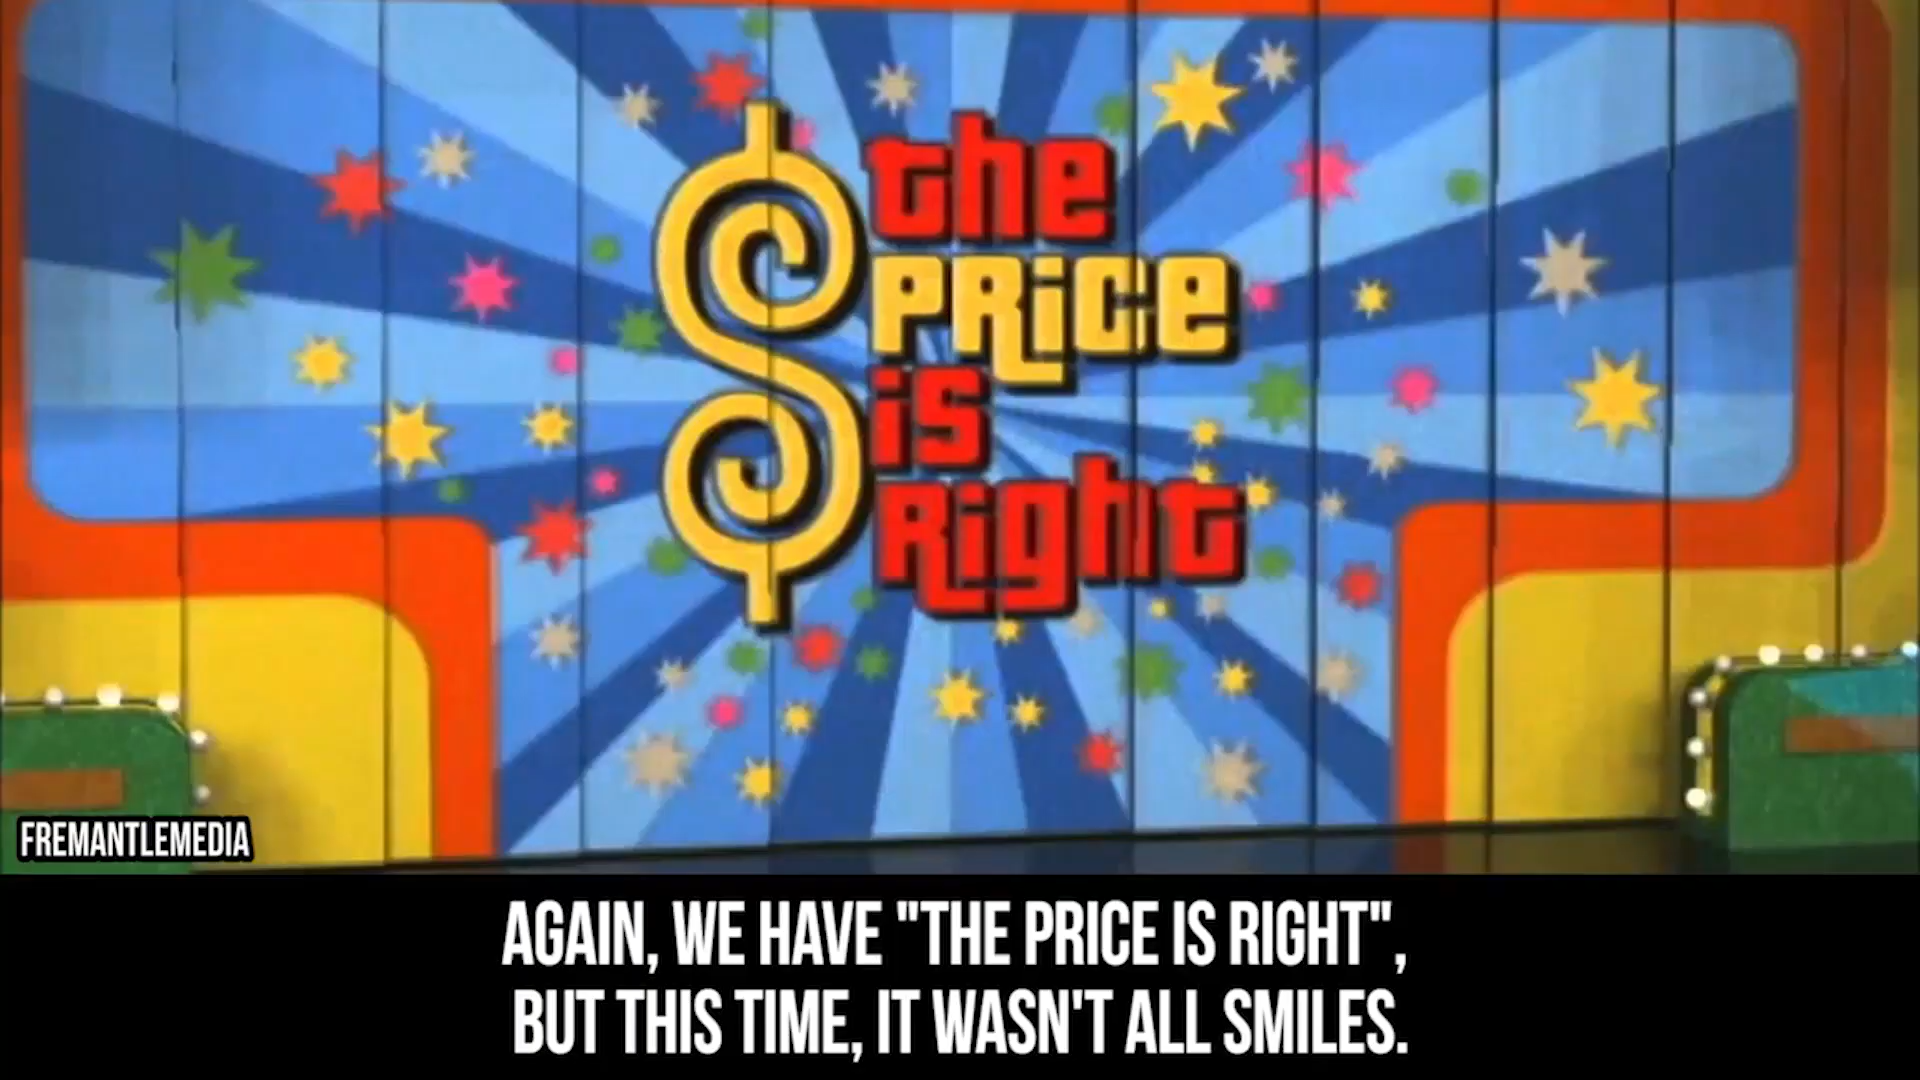 the
PRice
is
Right
FREMANTLEMEDIA
AGAIN, WE HAVE "THE PRICE IS RIGHT",
BUT THIS TIME, IT WASN'T ALL SMILES.